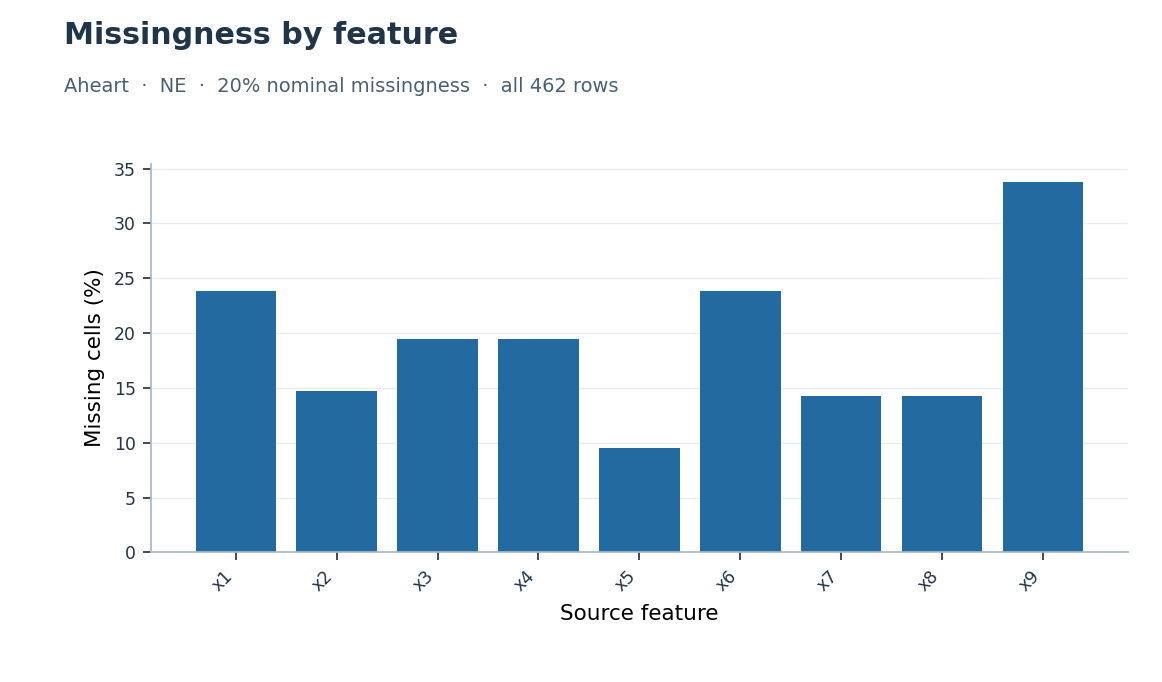 Missingness by feature
Aheart · NE · 20% nominal missingness · all 462 rows
35
30
25
20
15
10
5
0
Missing cells (%)
x1 x2 x3 x4 x5 x6 x7 x8 x9
Source feature